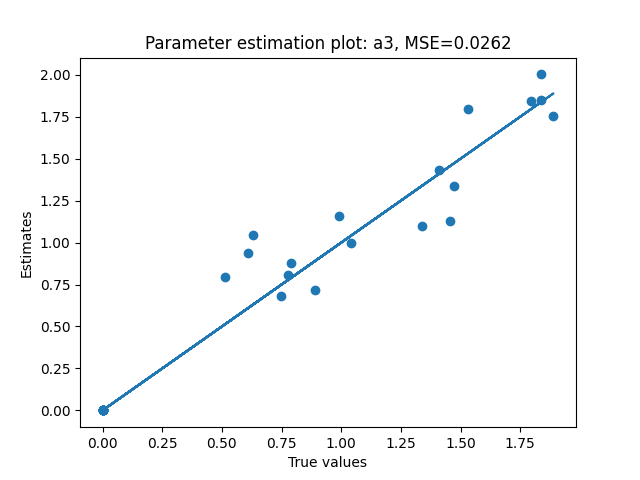 Parameter estimation plot: a3, MSE=0.0262
2.00
1.75
1.50
1.25
1.00
0.75
0.50
0.25
0.00
Estimates
0.00 0.25 0.50 0.75 1.00 1.25 1.50 1.75
True values